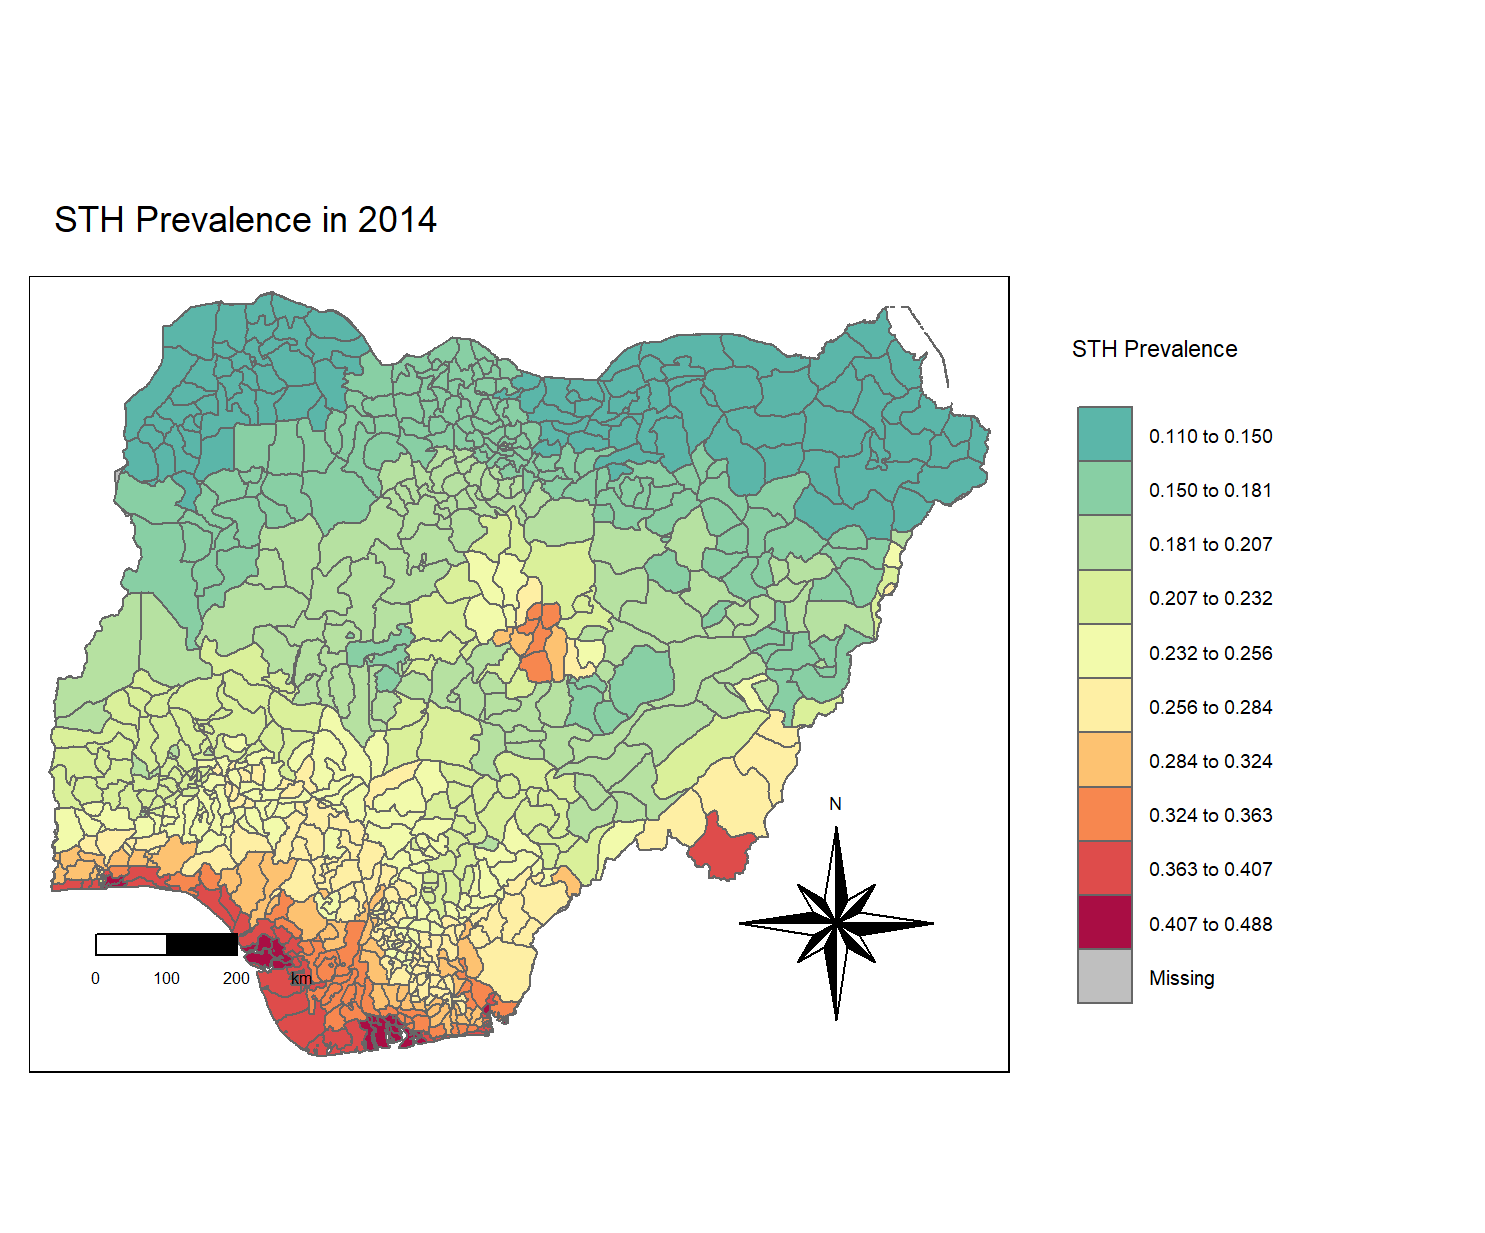 STH Prevalence in 2014
STH Prevalence
0.110 to 0.150
0.150 to 0.181
0.181 to 0.207
0.207 to 0.232
0.232 to 0.256
0.256 to 0.284
0.284 to 0.324
0.324 to 0.363
0.363 to 0.407
0.407 to 0.488
Missing
N
0 100 200 km